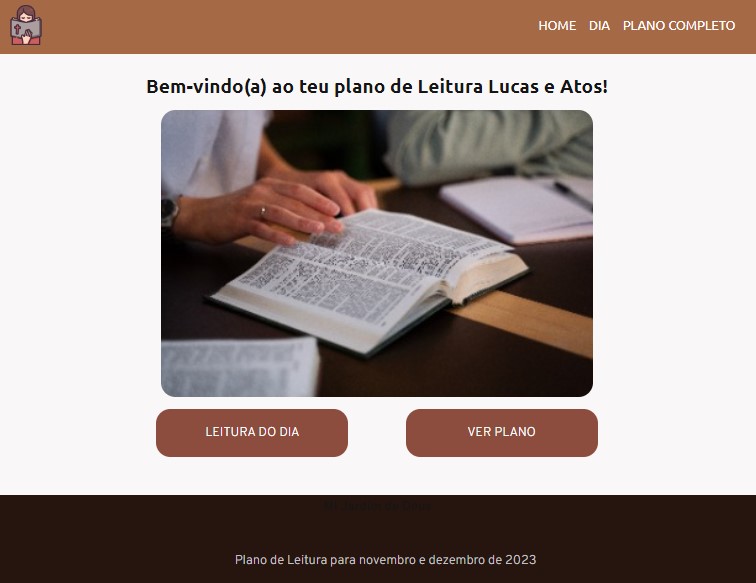 HOME DIA PLANO COMPLETO
Bem-vindo(a) ao teu plano de Leitura Lucas e Atos!
LEITURA DO DIA
VER PLANO
Plano de Leitura para novembro e dezembro de 2023